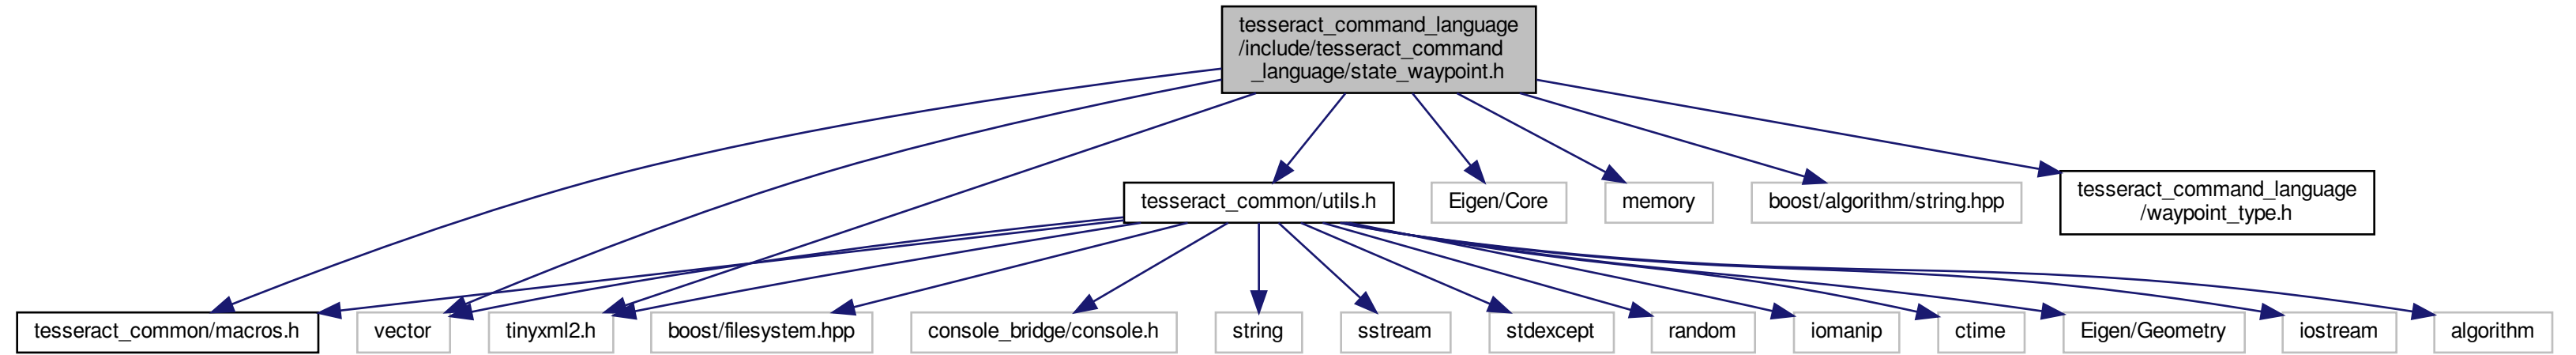 tesseract_command_language
/include/tesseract_command
_language/state_waypoint.h
tesseract_common/utils.h
Eigen/Core
memory
boost/algorithm/string.hpp
tesseract_command_language
/waypoint_type.h
tesseract_common/macros.h
vector
tinyxml2.h
boost/filesystem.hpp
console_bridge/console.h
string
sstream
stdexcept
random
iomanip
ctime
Eigen/Geometry
iostream
algorithm